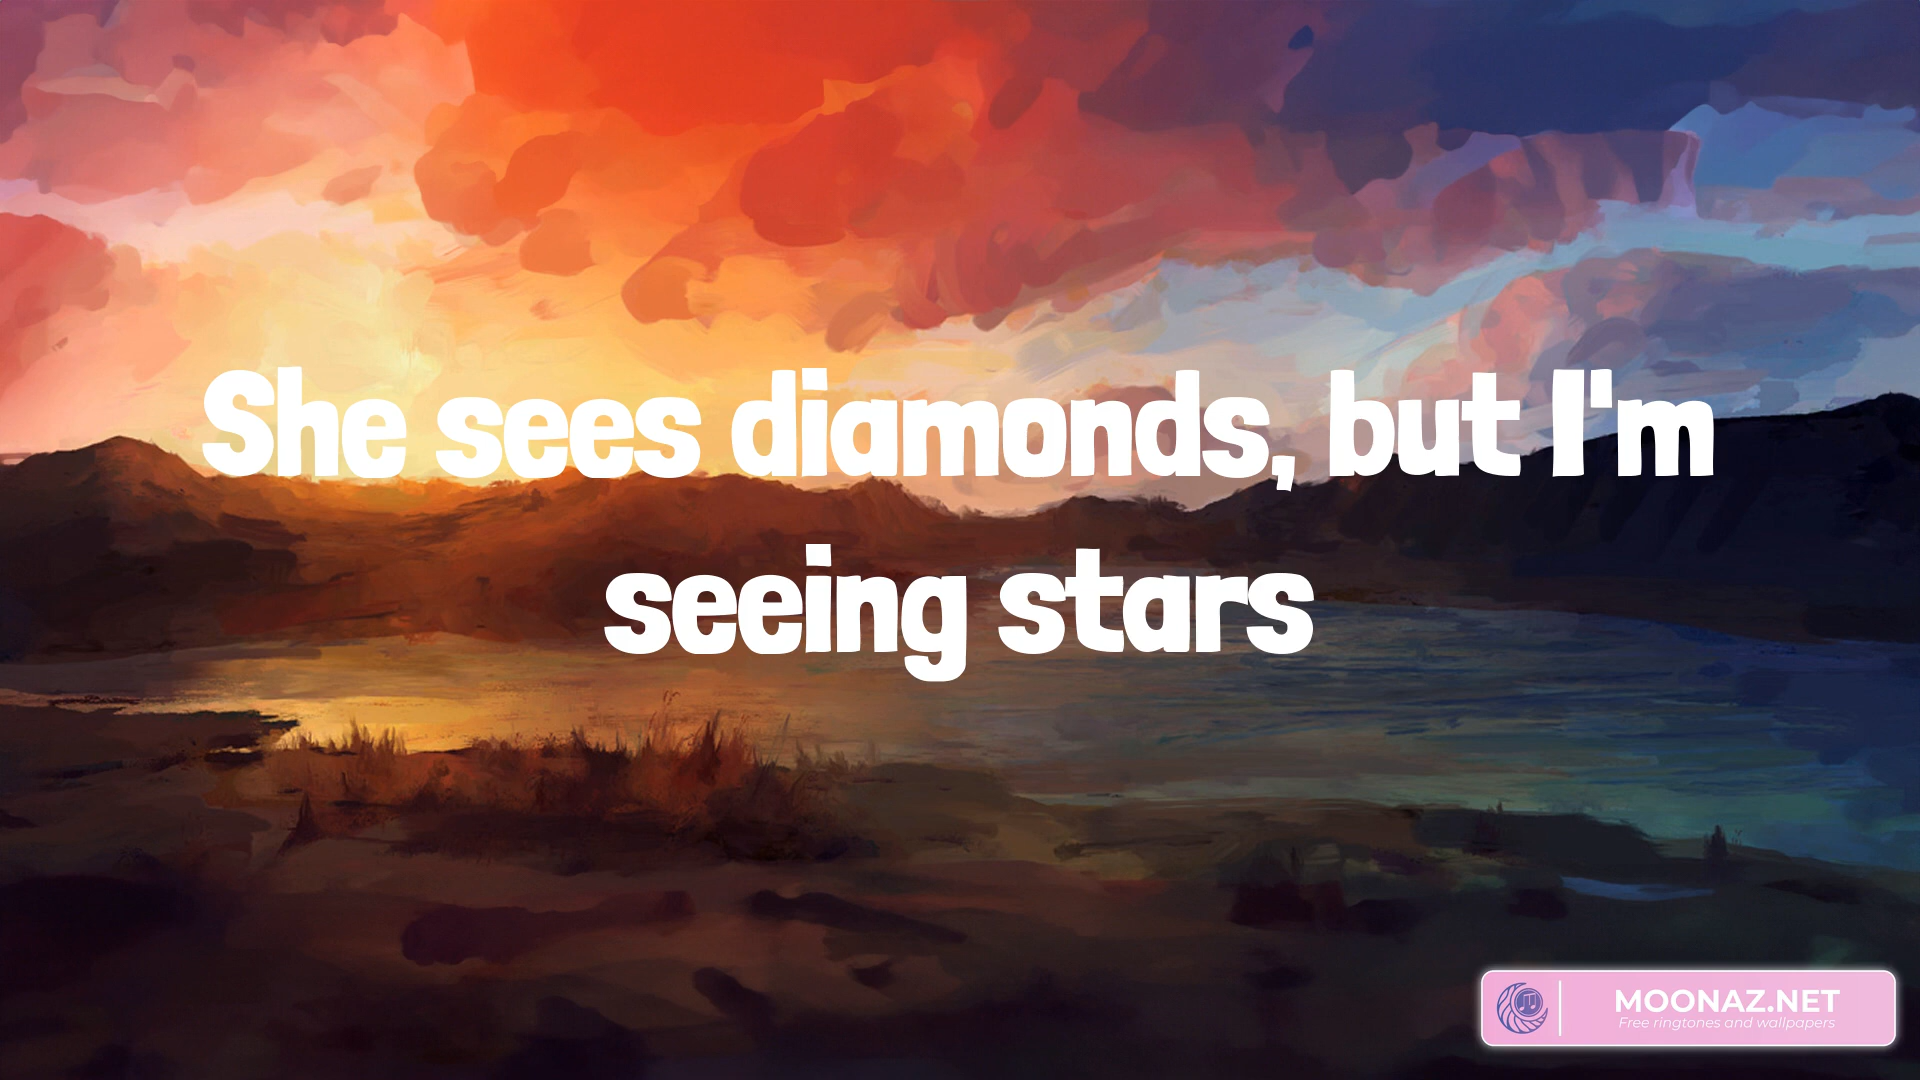 She sees diamonds, but I'm
seeing stars
MOONAZ.NET
Free ringtones and wallpapers